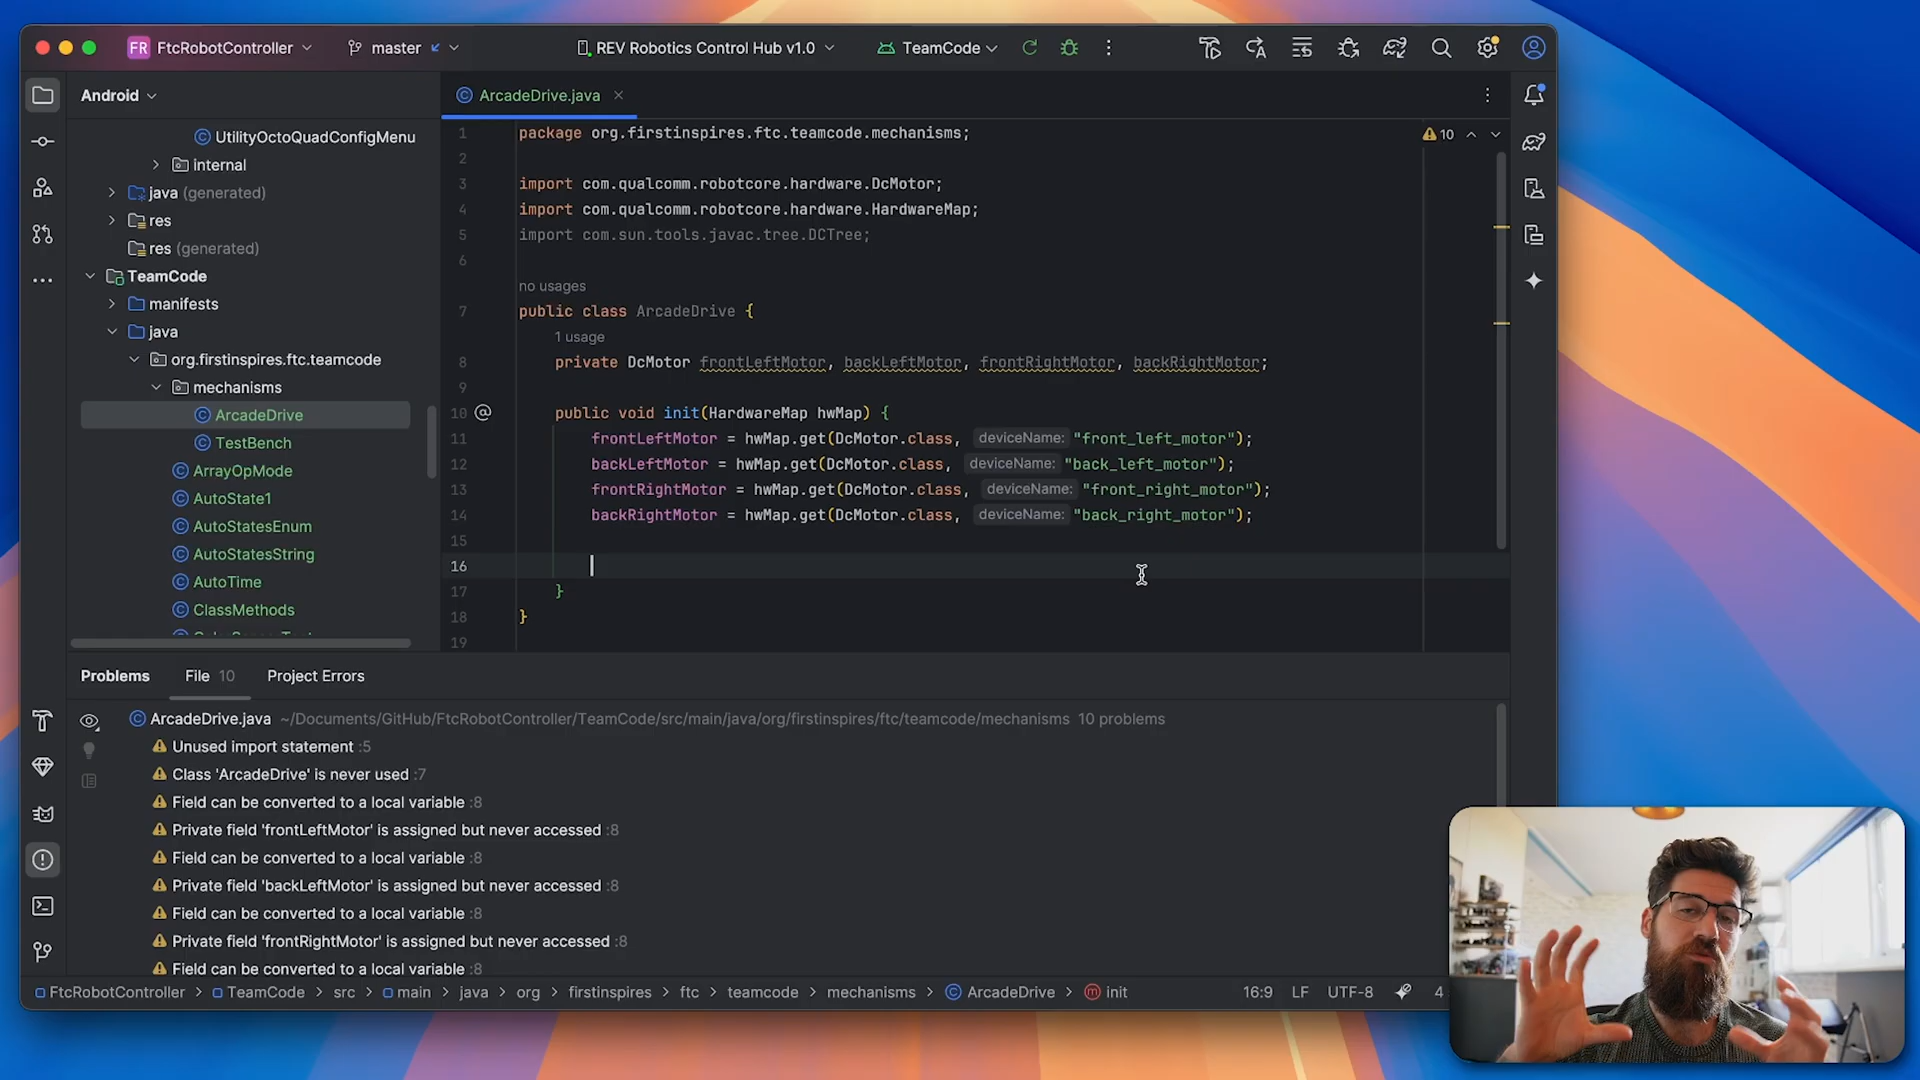 FR FtcRobotController master REV Robotics Control Hub v1.0 TeamCode
Android
UtilityOctoQuadConfigMenu
internal
java (generated)
res
res (generated)
TeamCode
manifests
java
org.firstinspires.ftc.teamcode
mechanisms
ArcadeDrive
TestBench
ArrayOpMode
AutoState1
AutoStatesEnum
AutoStatesString
AutoTime
ClassMethods
ArcadeDrive.java
10
1 package org.firstinspires.ftc.teamcode.mechanisms;
2
3 import com.qualcomm.robotcore.hardware.DcMotor;
4 import com.qualcomm.robotcore.hardware.HardwareMap;
5 import com.sun.tools.javac.tree.DCTree;
6
no usages
7 public class ArcadeDrive {
1 usage
8 private DcMotor frontLeftMotor, backLeftMotor, frontRightMotor, backRightMotor;
9
10 @ public void init(HardwareMap hwMap) {
11 frontLeftMotor = hwMap.get(DcMotor.class, deviceName: "front_left_motor");
12 backLeftMotor = hwMap.get(DcMotor.class, deviceName: "back_left_motor");
13 frontRightMotor = hwMap.get(DcMotor.class, deviceName: "front_right_motor");
14 backRightMotor = hwMap.get(DcMotor.class, deviceName: "back_right_motor");
15
16
17 }
18 }
19
Problems File 10 Project Errors
ArcadeDrive.java ~/Documents/GitHub/FtcRobotController/TeamCode/src/main/java/org/firstinspires/ftc/teamcode/mechanisms 10 problems
Unused import statement :5
Class 'ArcadeDrive' is never used :7
Field can be converted to a local variable :8
Private field 'frontLeftMotor' is assigned but never accessed :8
Field can be converted to a local variable :8
Private field 'backLeftMotor' is assigned but never accessed :8
Field can be converted to a local variable :8
Private field 'frontRightMotor' is assigned but never accessed :8
Field can be converted to a local variable :8
FtcRobotController > TeamCode > src > main > java > org > firstinspires > ftc > teamcode > mechanisms > ArcadeDrive > init 16:9 LF UTF-8 4